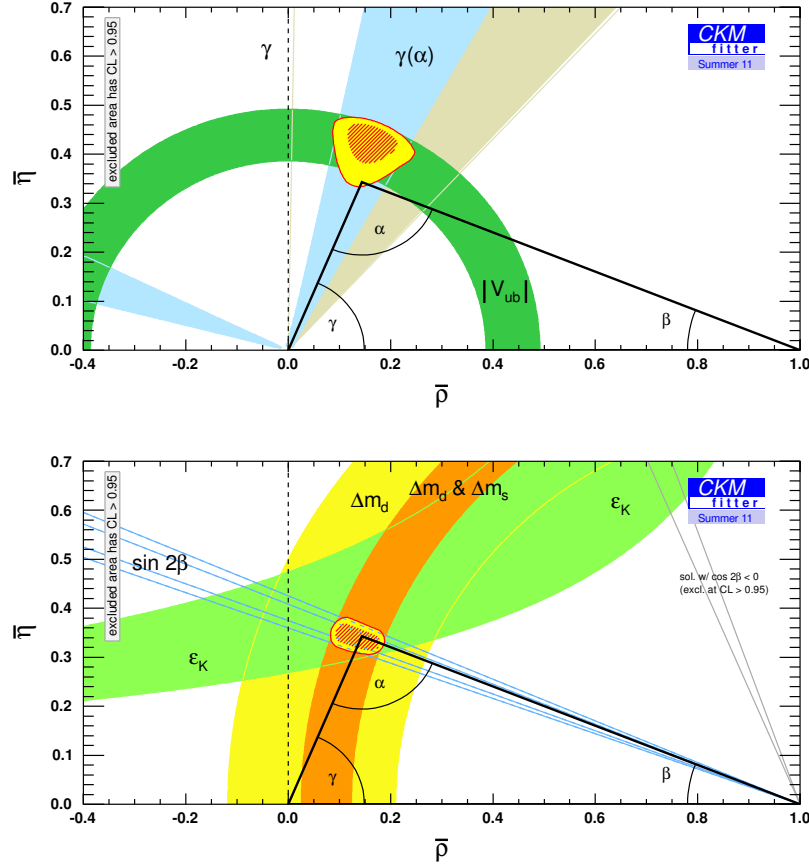 0.7
0.6
0.5
0.4
0.3
0.2
0.1
0.0
-0.4 -0.2 0.0 0.2 0.4 0.6 0.8 1.0
η̅
ρ̅
excluded area has CL > 0.95
γ
γ(α)
CKM
fitter
Summer 11
α
γ
β
|V_ub|
0.7
0.6
0.5
0.4
0.3
0.2
0.1
0.0
-0.4 -0.2 0.0 0.2 0.4 0.6 0.8 1.0
η̅
ρ̅
excluded area has CL > 0.95
Δm_d
Δm_d & Δm_s
ε_K
CKM
fitter
Summer 11
sin 2β
sol. w/ cos 2β < 0
(excl. at CL > 0.95)
ε_K
α
γ
β